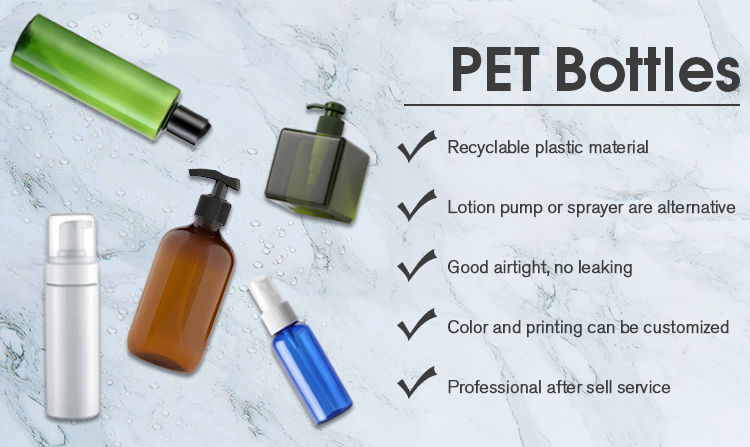 PET Bottles
Recyclable plastic material
Lotion pump or sprayer are alternative
Good airtight, no leaking
Color and printing can be customized
Professional after sell service